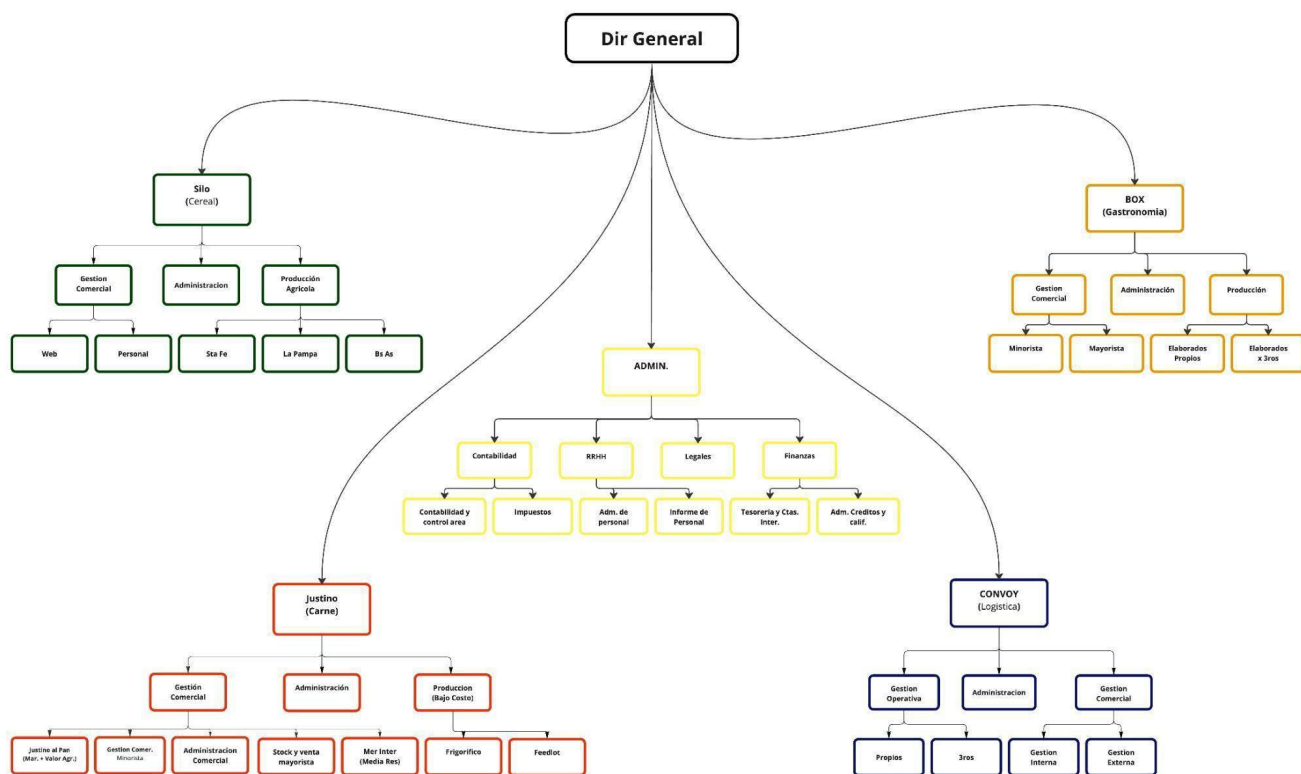 Dir General
Silo
(Cereal)
Gestion
Comercial
Administracion
Producción
Agricola
Web
Personal
Sta Fe
La Pampa
Bs As
BOX
(Gastronomia)
Gestion
Comercial
Administración
Producción
Minorista
Mayorista
Elaborados
Propios
Elaborados
x 3ros
ADMIN.
Contabilidad
RRHH
Legales
Finanzas
Contabilidad y
control area
Impuestos
Adm. de
personal
Informe de
Personal
Tesorería y Ctas.
Inter.
Adm. Creditos y
calif.
Justino
(Carne)
Gestión
Comercial
Administración
Produccion
(Bajo Costo)
Justino al Pan
(Mar. + Valor Agr.)
Gestion Comer.
Minorista
Administracion
Comercial
Stock y venta
mayorista
Mer Inter
(Media Res)
Frigorifico
Feedlot
CONVOY
(Logistica)
Gestion
Operativa
Administracion
Gestion
Comercial
Propios
3ros
Gestion
Interna
Gestion
Externa